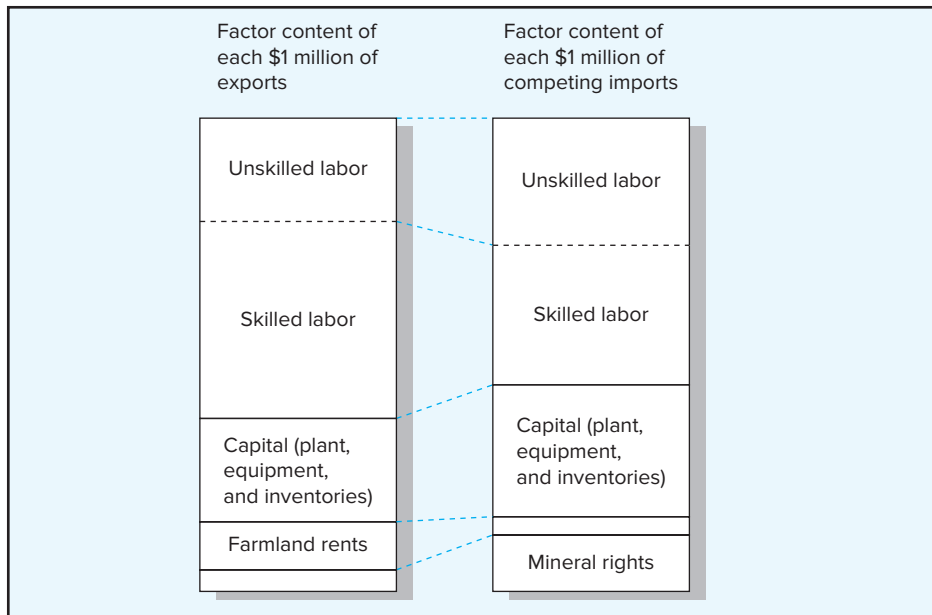 Factor content of
each $1 million of
exports
Factor content of
each $1 million of
competing imports
Unskilled labor
Skilled labor
Capital (plant,
equipment,
and inventories)
Farmland rents
Unskilled labor
Skilled labor
Capital (plant,
equipment,
and inventories)
Mineral rights